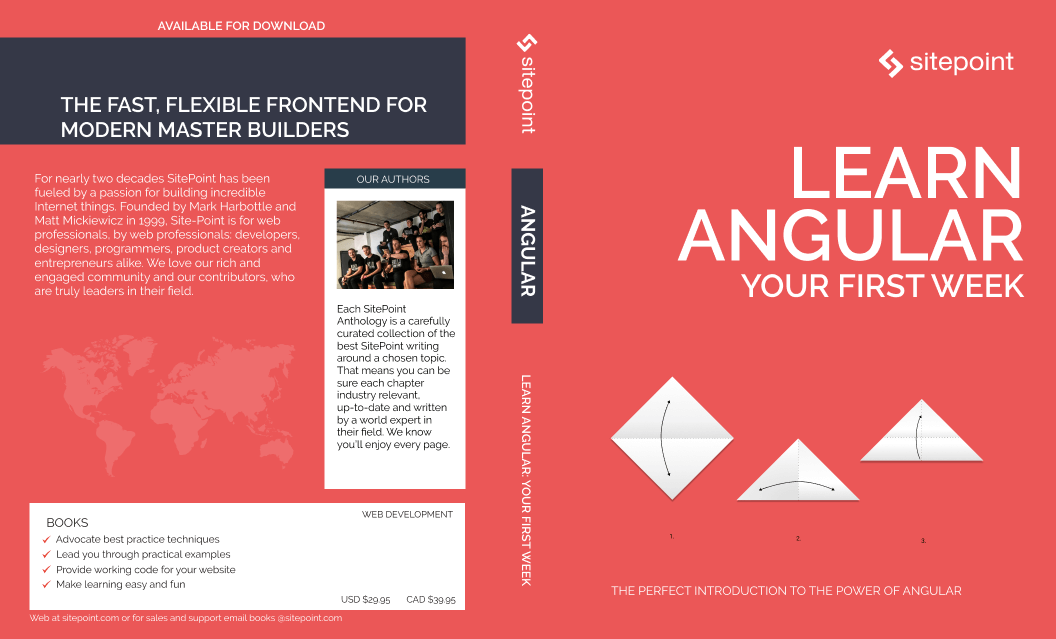 AVAILABLE FOR DOWNLOAD
THE FAST, FLEXIBLE FRONTEND FOR
MODERN MASTER BUILDERS
For nearly two decades SitePoint has been
fueled by a passion for building incredible
Internet things. Founded by Mark Harbottle and
Matt Mickiewicz in 1999, Site-Point is for web
professionals, by web professionals: developers,
designers, programmers, product creators and
entrepreneurs alike. We love our rich and
engaged community and our contributors, who
are truly leaders in their field.
OUR AUTHORS
Each SitePoint
Anthology is a carefully
curated collection of the
best SitePoint writing
around a chosen topic.
That means you can be
sure each chapter
industry relevant,
up-to-date and written
by a world expert in
their field. We know
you'll enjoy every page.
WEB DEVELOPMENT
BOOKS
Advocate best practice techniques
Lead you through practical examples
Provide working code for your website
Make learning easy and fun
USD $29.95 CAD $39.95
Web at sitepoint.com or for sales and support email books @sitepoint.com
sitepoint
ANGULAR
LEARN ANGULAR: YOUR FIRST WEEK
sitepoint
LEARN
ANGULAR
YOUR FIRST WEEK
1.
2.
3.
THE PERFECT INTRODUCTION TO THE POWER OF ANGULAR